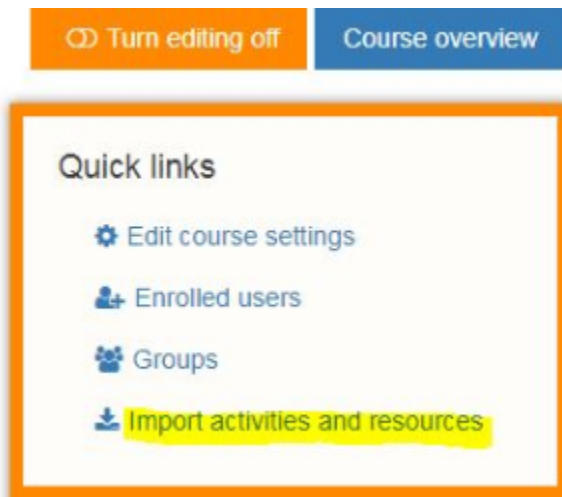 Turn editing off
Course overview
Quick links
Edit course settings
Enrolled users
Groups
Import activities and resources